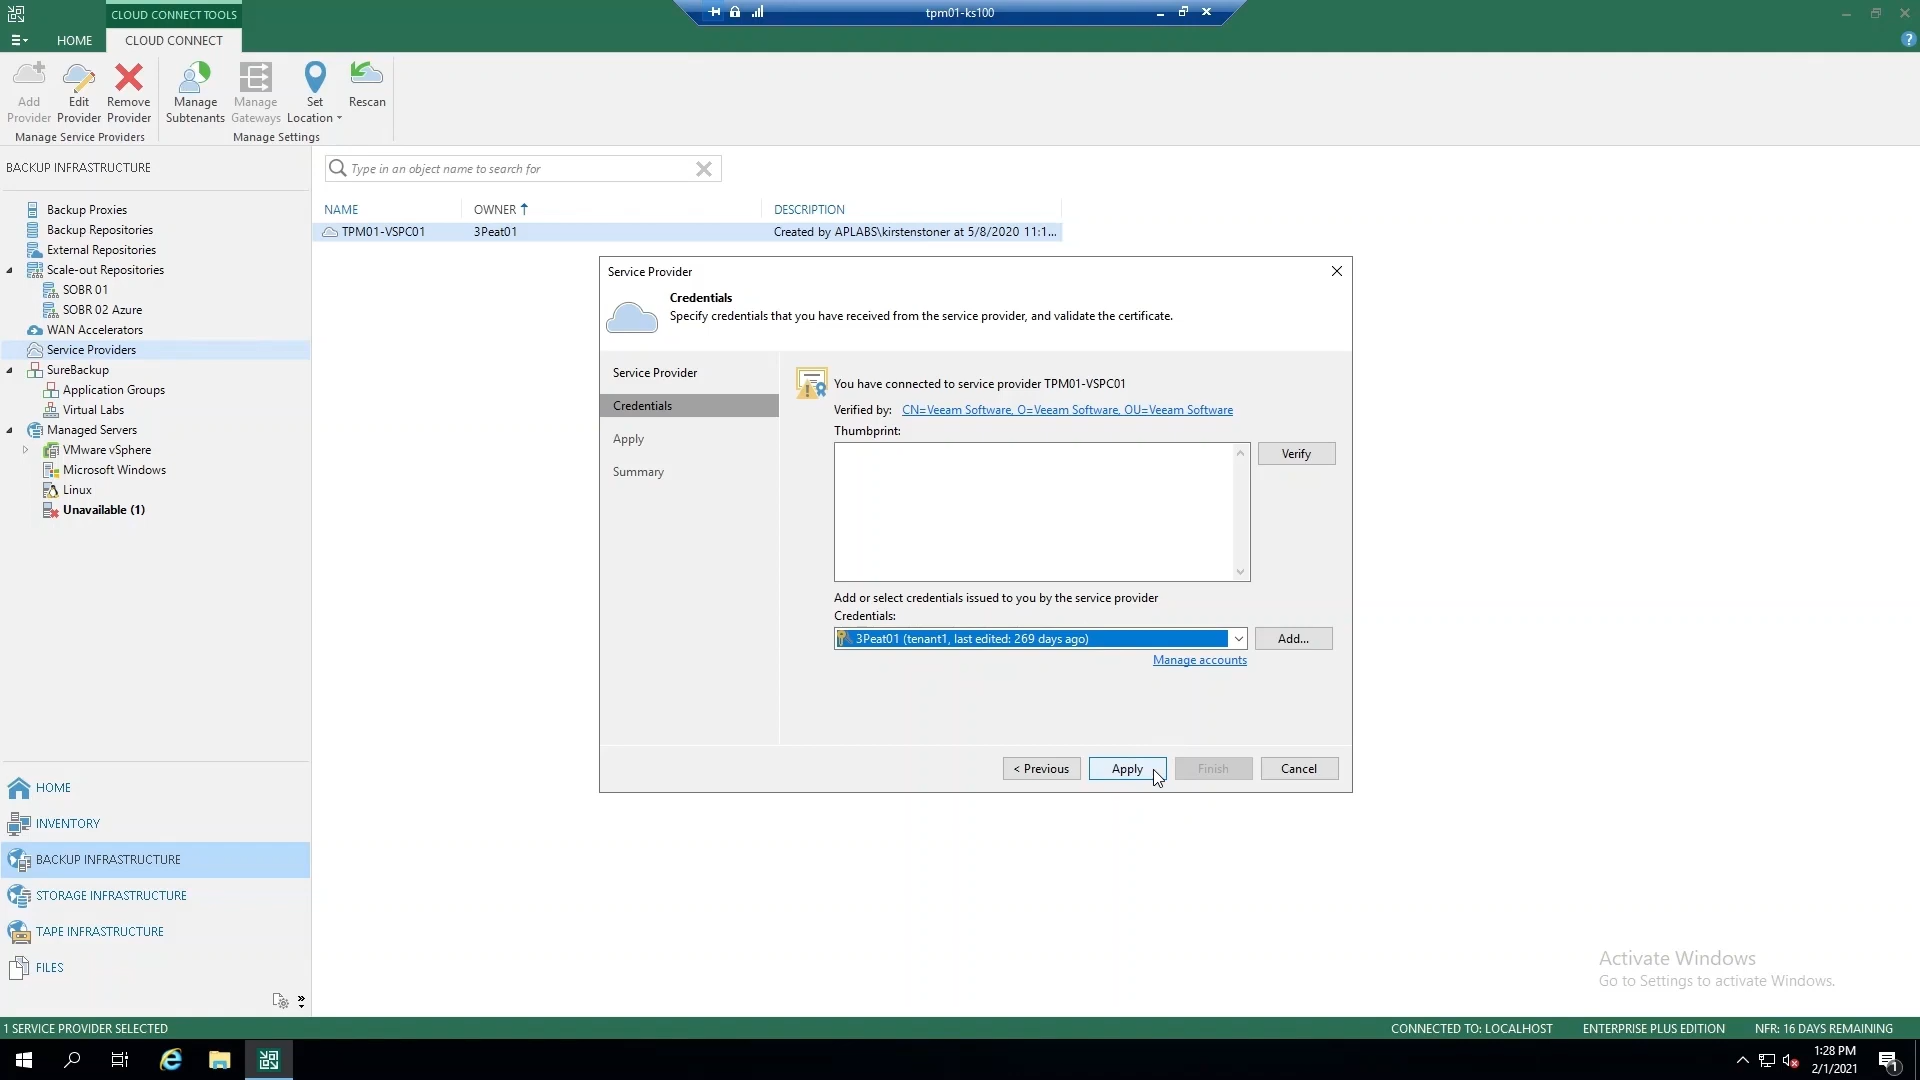 CLOUD CONNECT TOOLS
tpm01-ks100
HOME
CLOUD CONNECT
Add Provider
Edit Provider
Remove Provider
Manage Subtenants
Manage Gateways
Set Location
Rescan
Manage Service Providers
Manage Settings
BACKUP INFRASTRUCTURE
Type in an object name to search for
Backup Proxies
Backup Repositories
External Repositories
Scale-out Repositories
SOBR 01
SOBR 02 Azure
WAN Accelerators
Service Providers
SureBackup
Application Groups
Virtual Labs
Managed Servers
VMware vSphere
Microsoft Windows
Linux
Unavailable (1)
NAME
OWNER
DESCRIPTION
TPM01-VSPC01
3Peat01
Created by APLABS\kirstenstoner at 5/8/2020 11:1...
Service Provider
Credentials
Specify credentials that you have received from the service provider, and validate the certificate.
Service Provider
Credentials
Apply
Summary
You have connected to service provider TPM01-VSPC01
Verified by: CN=Veeam Software, O=Veeam Software, OU=Veeam Software
Thumbprint:
Verify
Add or select credentials issued to you by the service provider
Credentials:
3Peat01 (tenant1, last edited: 269 days ago)
Add...
Manage accounts
< Previous
Apply
Finish
Cancel
HOME
INVENTORY
BACKUP INFRASTRUCTURE
STORAGE INFRASTRUCTURE
TAPE INFRASTRUCTURE
FILES
Activate Windows
Go to Settings to activate Windows.
1 SERVICE PROVIDER SELECTED
CONNECTED TO: LOCALHOST
ENTERPRISE PLUS EDITION
NFR: 16 DAYS REMAINING
1:28 PM
2/1/2021
1